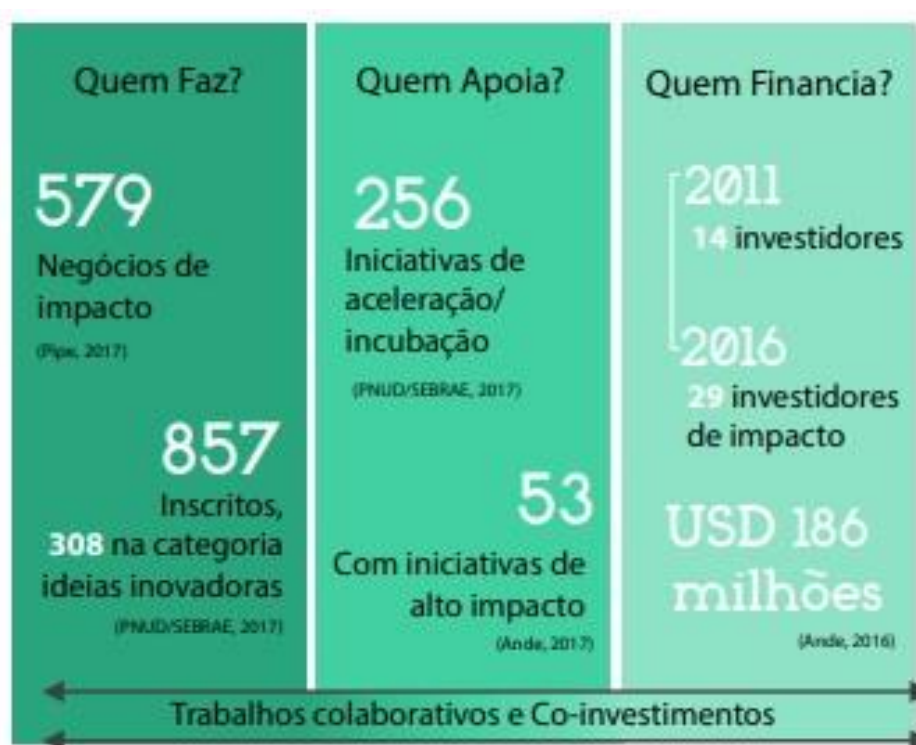 Quem Faz?
579
Negócios de
impacto
(Pipe, 2017)
857
Inscritos,
308 na categoria
ideias inovadoras
(PNUD/SEBRAE, 2017)
Quem Apoia?
256
Iniciativas de
aceleração/
incubação
(PNUD/SEBRAE, 2017)
53
Com iniciativas de
alto impacto
(Ande, 2017)
Quem Financia?
2011
14 investidores
2016
29 investidores
de impacto
USD 186
milhões
(Ande, 2016)
Trabalhos colaborativos e Co-investimentos